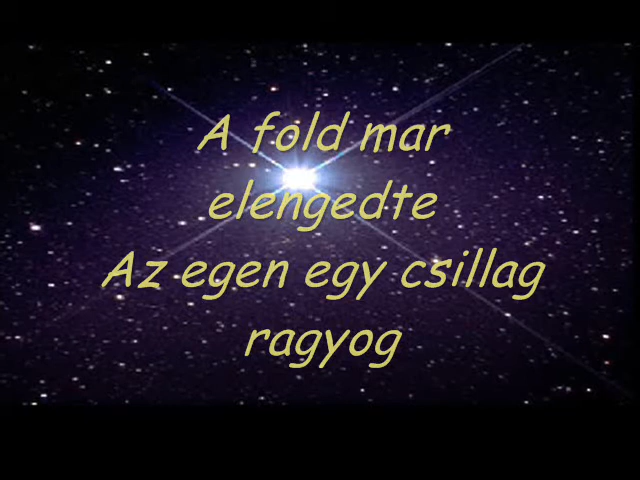 A fold mar
elengedte
Az egen egy csillag
ragyog